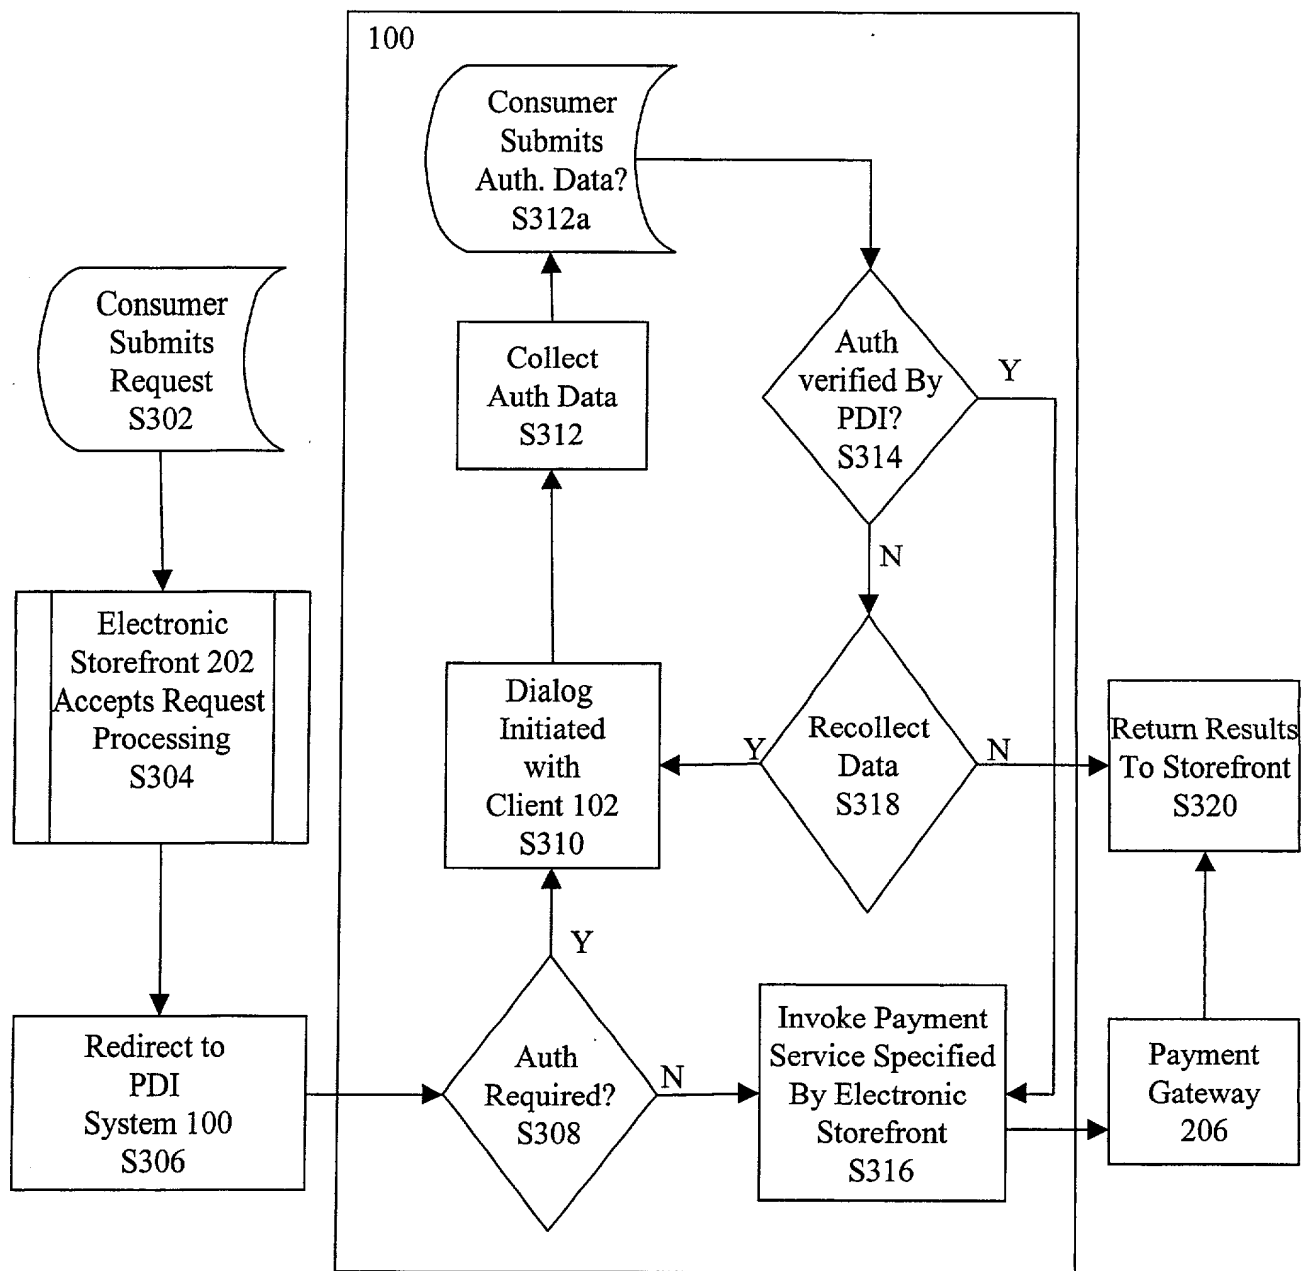 100
Consumer
Submits
Auth. Data?
S312a
Consumer
Submits
Request
S302
Collect
Auth Data
S312
Auth
verified By
PDI?
S314
Y
N
Electronic
Storefront 202
Accepts Request
Processing
S304
Dialog
Initiated
with
Client 102
S310
Y
Recollect
Data
S318
N
Return Results
To Storefront
S320
Y
Redirect to
PDI
System 100
S306
Auth
Required?
S308
N
Invoke Payment
Service Specified
By Electronic
Storefront
S316
Payment
Gateway
206